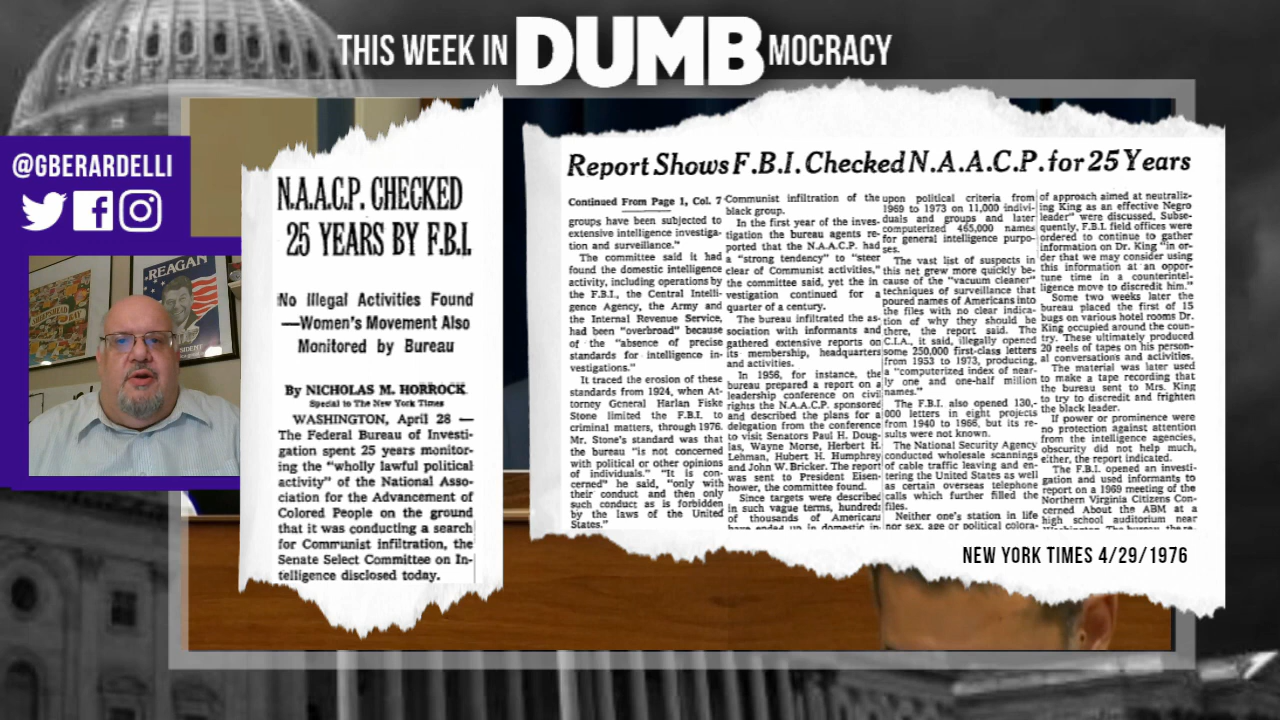 THIS WEEK IN DUMBMOCRACY
@GBERARDELLI
REAGAN
N.A.A.C.P. CHECKED
25 YEARS BY F.B.I.
No Illegal Activities Found
—Women's Movement Also
Monitored by Bureau
By NICHOLAS M. HORROCK
Special to The New York Times
WASHINGTON, April 28 —
The Federal Bureau of Investi-
gation spent 25 years monitor-
ing the "wholly lawful political
activity" of the National Asso-
ciation for the Advancement of
Colored People on the ground
that it was conducting a search
for Communist infiltration, the
Senate Select Committee on In-
telligence disclosed today.
Report Shows F.B.I. Checked N.A.A.C.P. for 25 Years
Continued From Page 1, Col. 7
groups have been subjected to
extensive intelligence investiga-
tion and surveillance."
The committee said it had
found the domestic intelligence
activity, including operations by
the F.B.I., the Central Intelli-
gence Agency, the Army and
the Internal Revenue Service,
had been "overbroad" because
of the "absence of precise
standards for intelligence in-
vestigations."
It traced the erosion of these
standards from 1924, when At-
torney General Harlan Fiske
Stone limited the F.B.I. to
criminal matters, through 1976.
Mr. Stone's standard was that
the bureau "is not concerned
with political or other opinions
of individuals." "It is con-
cerned" he said, "only with
their conduct and then only
such conduct as is forbidden
by the laws of the United
States."
Communist infiltration of the
black group.
In the first year of the inves-
tigation the bureau agents re-
ported that the N.A.A.C.P. had
a "strong tendency" to "steer
clear of Communist activities,"
the committee said, yet the in-
vestigation continued for a
quarter of a century.
The bureau infiltrated the as-
sociation with informants and
gathered extensive reports on
its membership, headquarters
and activities.
In 1956, for instance, the
bureau prepared a report on a
leadership conference on civil
rights the N.A.A.C.P. sponsored
and described the plans for a
delegation from the conference
to visit Senators Paul H. Doug-
las, Wayne Morse, Herbert H.
Lehman, Hubert H. Humphrey
and John W. Bricker. The report
was sent to President Eisen-
hower, the committee found.
Since targets were described
in such vague terms, hundreds
of thousands of Americans
have ended up in domestic in-
upon political criteria from
1969 to 1973 on 11,000 indivi-
duals and groups and later
computerized 465,000 names
for general intelligence purpo-
ses.
The vast list of suspects in
this net grew more quickly be-
cause of the "vacuum cleaner"
techniques of surveillance that
poured names of Americans into
the files with no clear indica-
tion of why they should be
there, the report said. The
C.I.A., it said, illegally opened
some 250,000 first-class letters
from 1953 to 1973, producing,
a "computerized index of near-
ly one and one-half million
names."
The F.B.I. also opened 130,-
000 letters in eight projects
from 1940 to 1966, but its re-
sults were not known.
The National Security Agency
conducted wholesale scannings
of cable traffic leaving and en-
tering the United States as well
as certain overseas telephone
calls which further filled the
files.
Neither one's station in life
nor sex, age or political colora-
of approach aimed at neutraliz-
ing King as an effective Negro
leader" were discussed. Subse-
quently, F.B.I. field offices were
ordered to continue to gather
information on Dr. King "in or-
der that we may consider using
this information at an oppor-
tune time in a counterintel-
ligence move to discredit him."
Some two weeks later the
bureau placed the first of 15
bugs on various hotel rooms Dr.
King occupied around the coun-
try. These ultimately produced
20 reels of tapes on his person-
al conversations and activities.
The material was later used
to make a tape recording that
the bureau sent to Mrs. King
to try to discredit and frighten
the black leader.
If power or prominence were
no protection against attention
from the intelligence agencies,
obscurity did not help much,
either, the report indicated.
The F.B.I. opened an investi-
gation and used informants to
report on a 1969 meeting of the
Northern Virginia Citizens Con-
cerned About the ABM at a
high school auditorium near
NEW YORK TIMES 4/29/1976